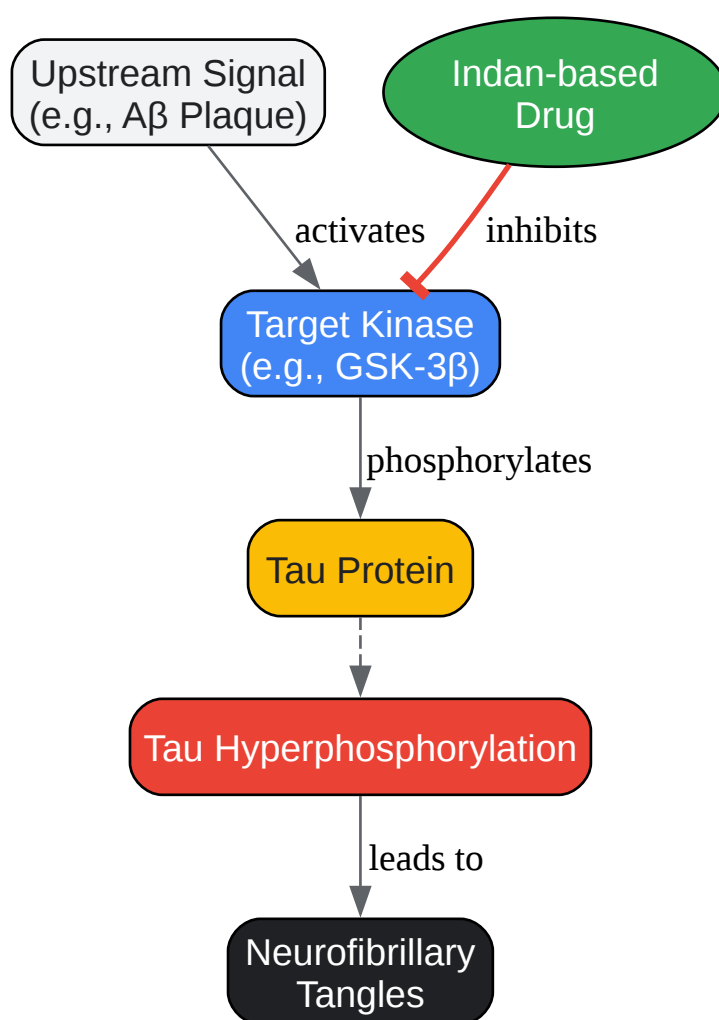 Upstream Signal
(e.g., Aβ Plaque)
Indan-based
Drug
activates
inhibits
Target Kinase
(e.g., GSK-3β)
phosphorylates
Tau Protein
Tau Hyperphosphorylation
leads to
Neurofibrillary
Tangles